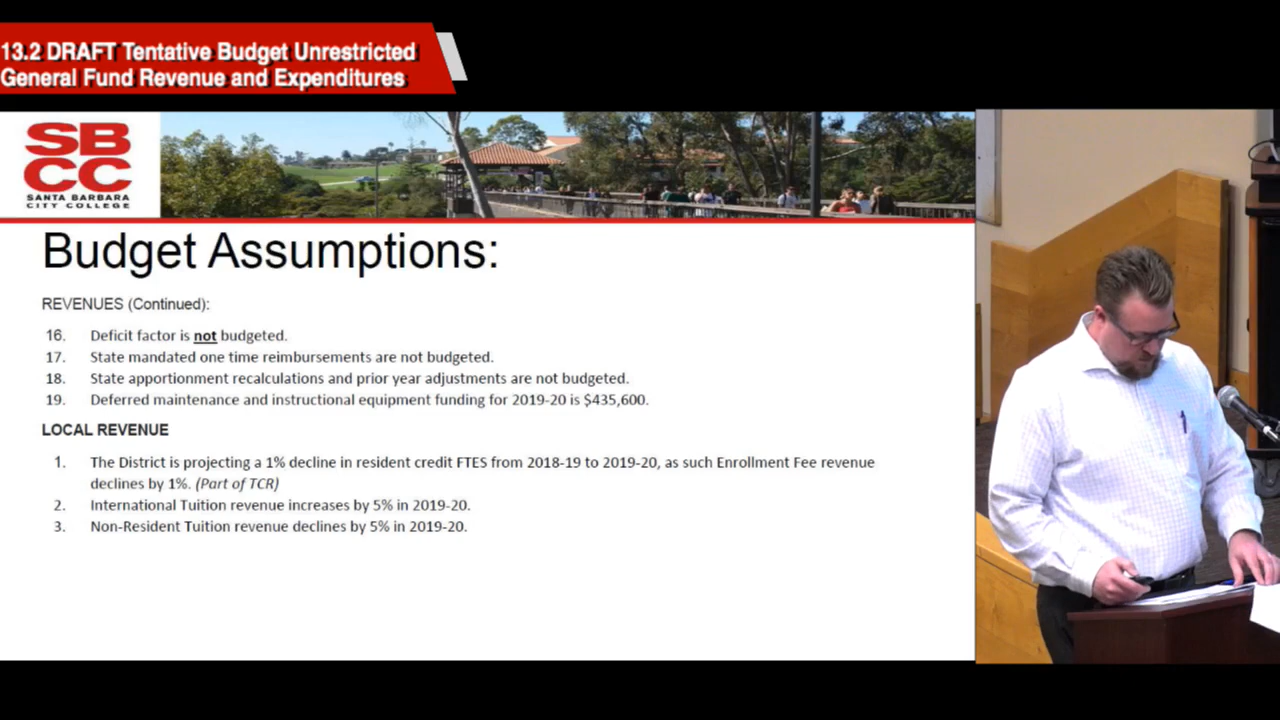 13.2 DRAFT Tentative Budget Unrestricted
General Fund Revenue and Expenditures
SB
CC
SANTA BARBARA
CITY COLLEGE
Budget Assumptions:
REVENUES (Continued):
16. Deficit factor is not budgeted.
17. State mandated one time reimbursements are not budgeted.
18. State apportionment recalculations and prior year adjustments are not budgeted.
19. Deferred maintenance and instructional equipment funding for 2019-20 is $435,600.
LOCAL REVENUE
1. The District is projecting a 1% decline in resident credit FTES from 2018-19 to 2019-20, as such Enrollment Fee revenue
declines by 1%. (Part of TCR)
2. International Tuition revenue increases by 5% in 2019-20.
3. Non-Resident Tuition revenue declines by 5% in 2019-20.